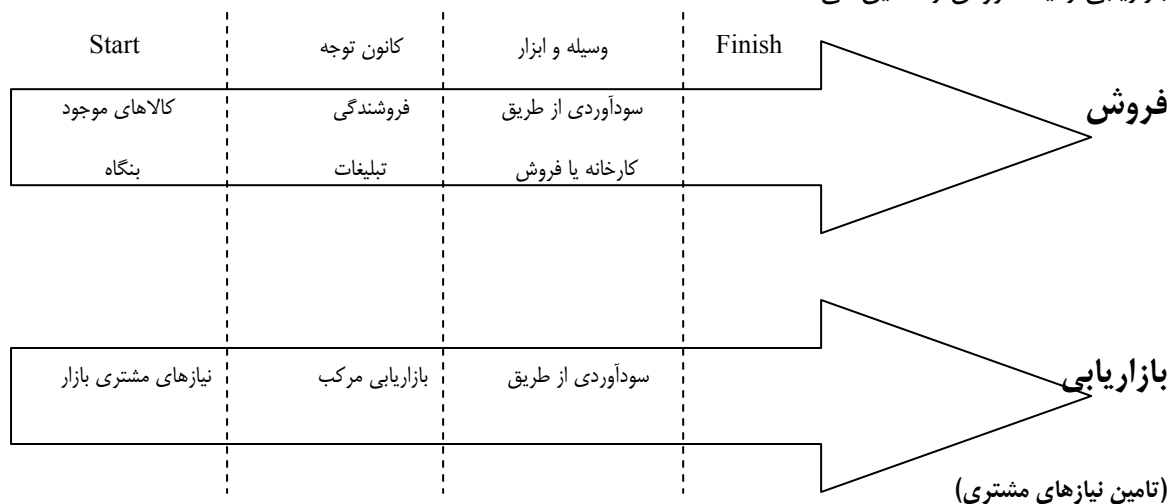 Start
کانون توجه
وسیله و ابزار
Finish
کالاهای موجود
فروشندگی
سودآوردی از طریق
فروش
بنگاه
تبلیغات
کارخانه یا فروش
نیازهای مشتری بازار
بازاریابی مرکب
سودآوردی از طریق
بازاریابی
(تامین نیازهای مشتری)